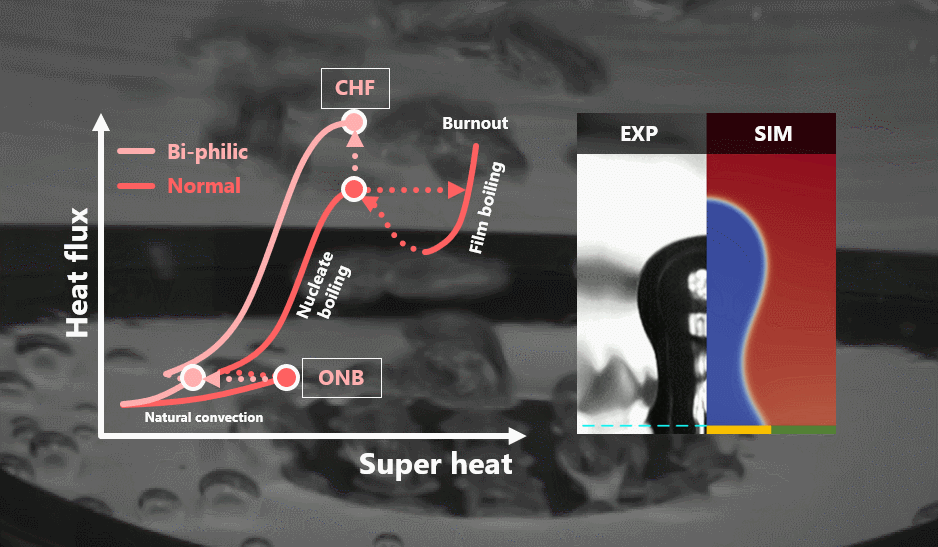 CHF
Burnout
Bi-philic
Normal
Heat flux
Nucleate
boiling
Film boiling
ONB
Natural convection
Super heat
EXP
SIM